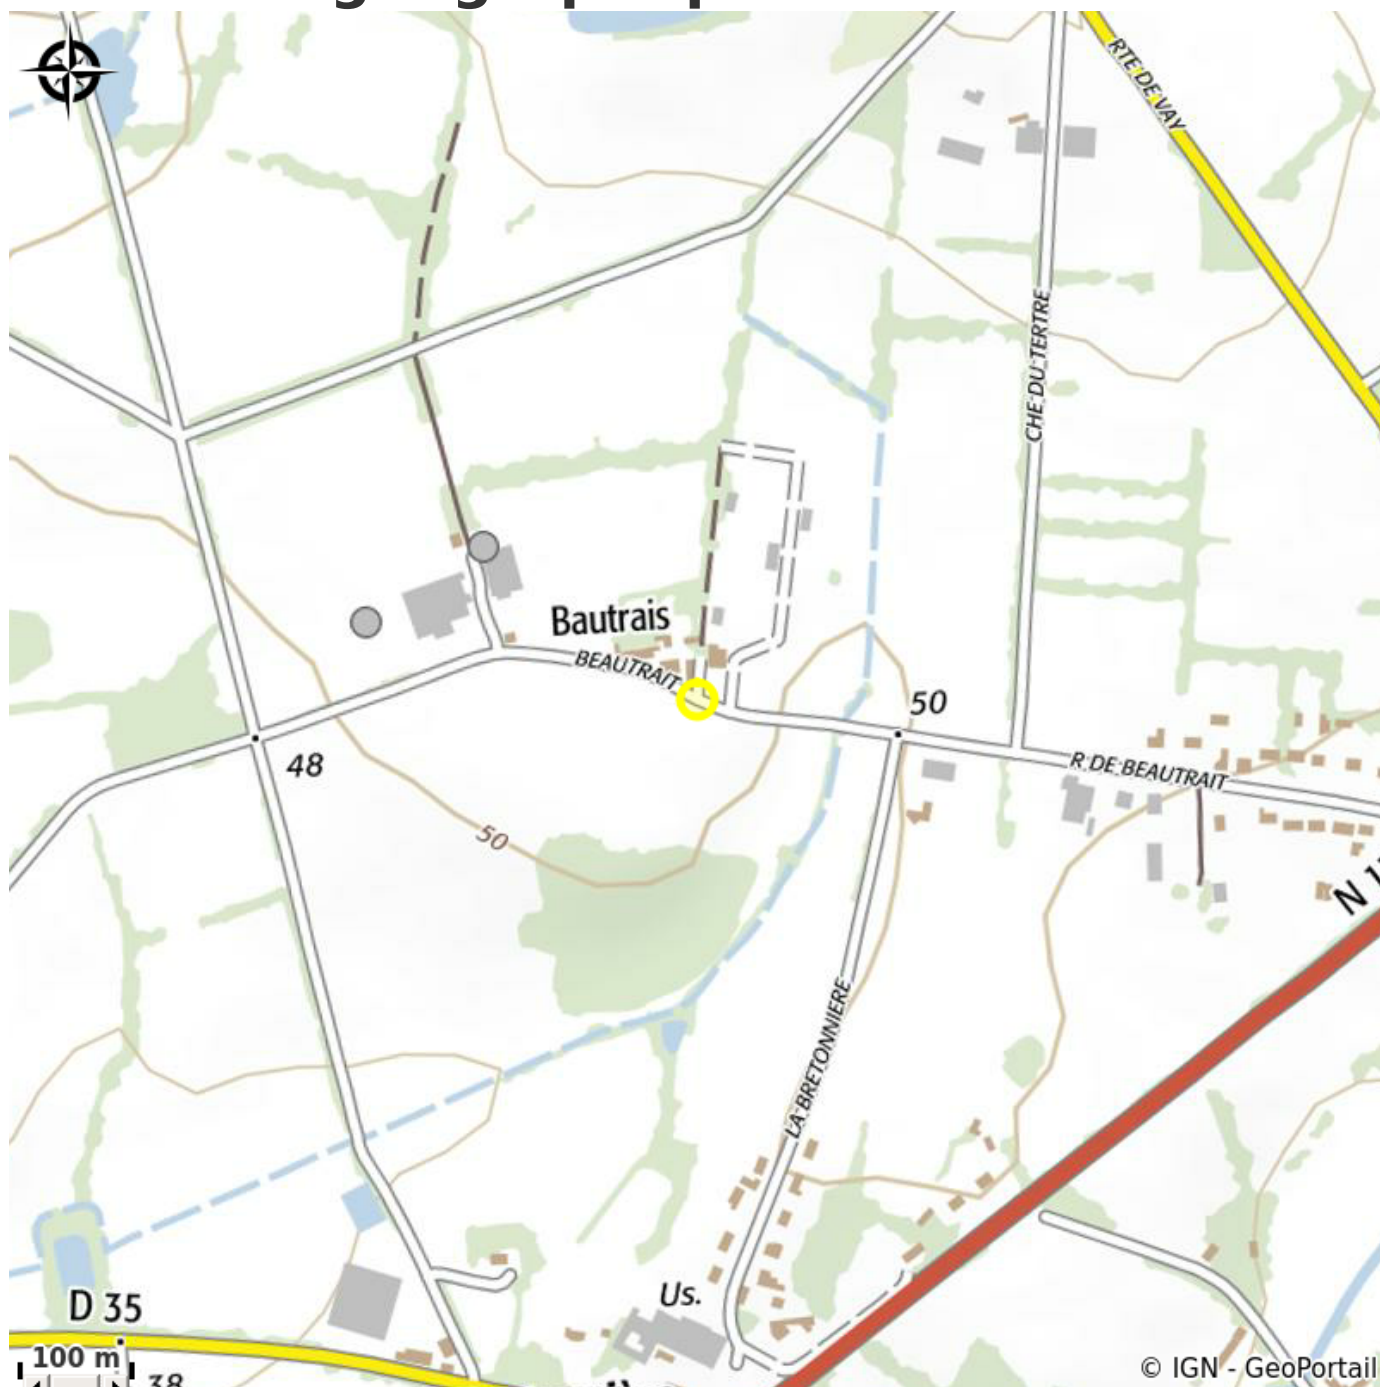 RTE DE VAY
CHE DU TERTRE
Bautrais
BEAUTRAIT
50
48
R DE BEAUTRAIT
50
N
LA BRETONNIERE
Us.
D 35
100 m
38
© IGN - GeoPortail